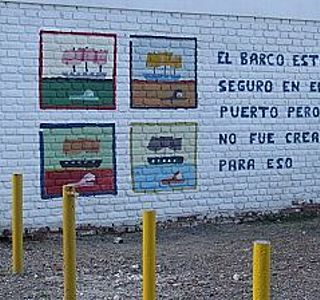 EL BARCO EST
SEGURO EN E
PUERTO PERO
NO FUE CREA
PARA ESO